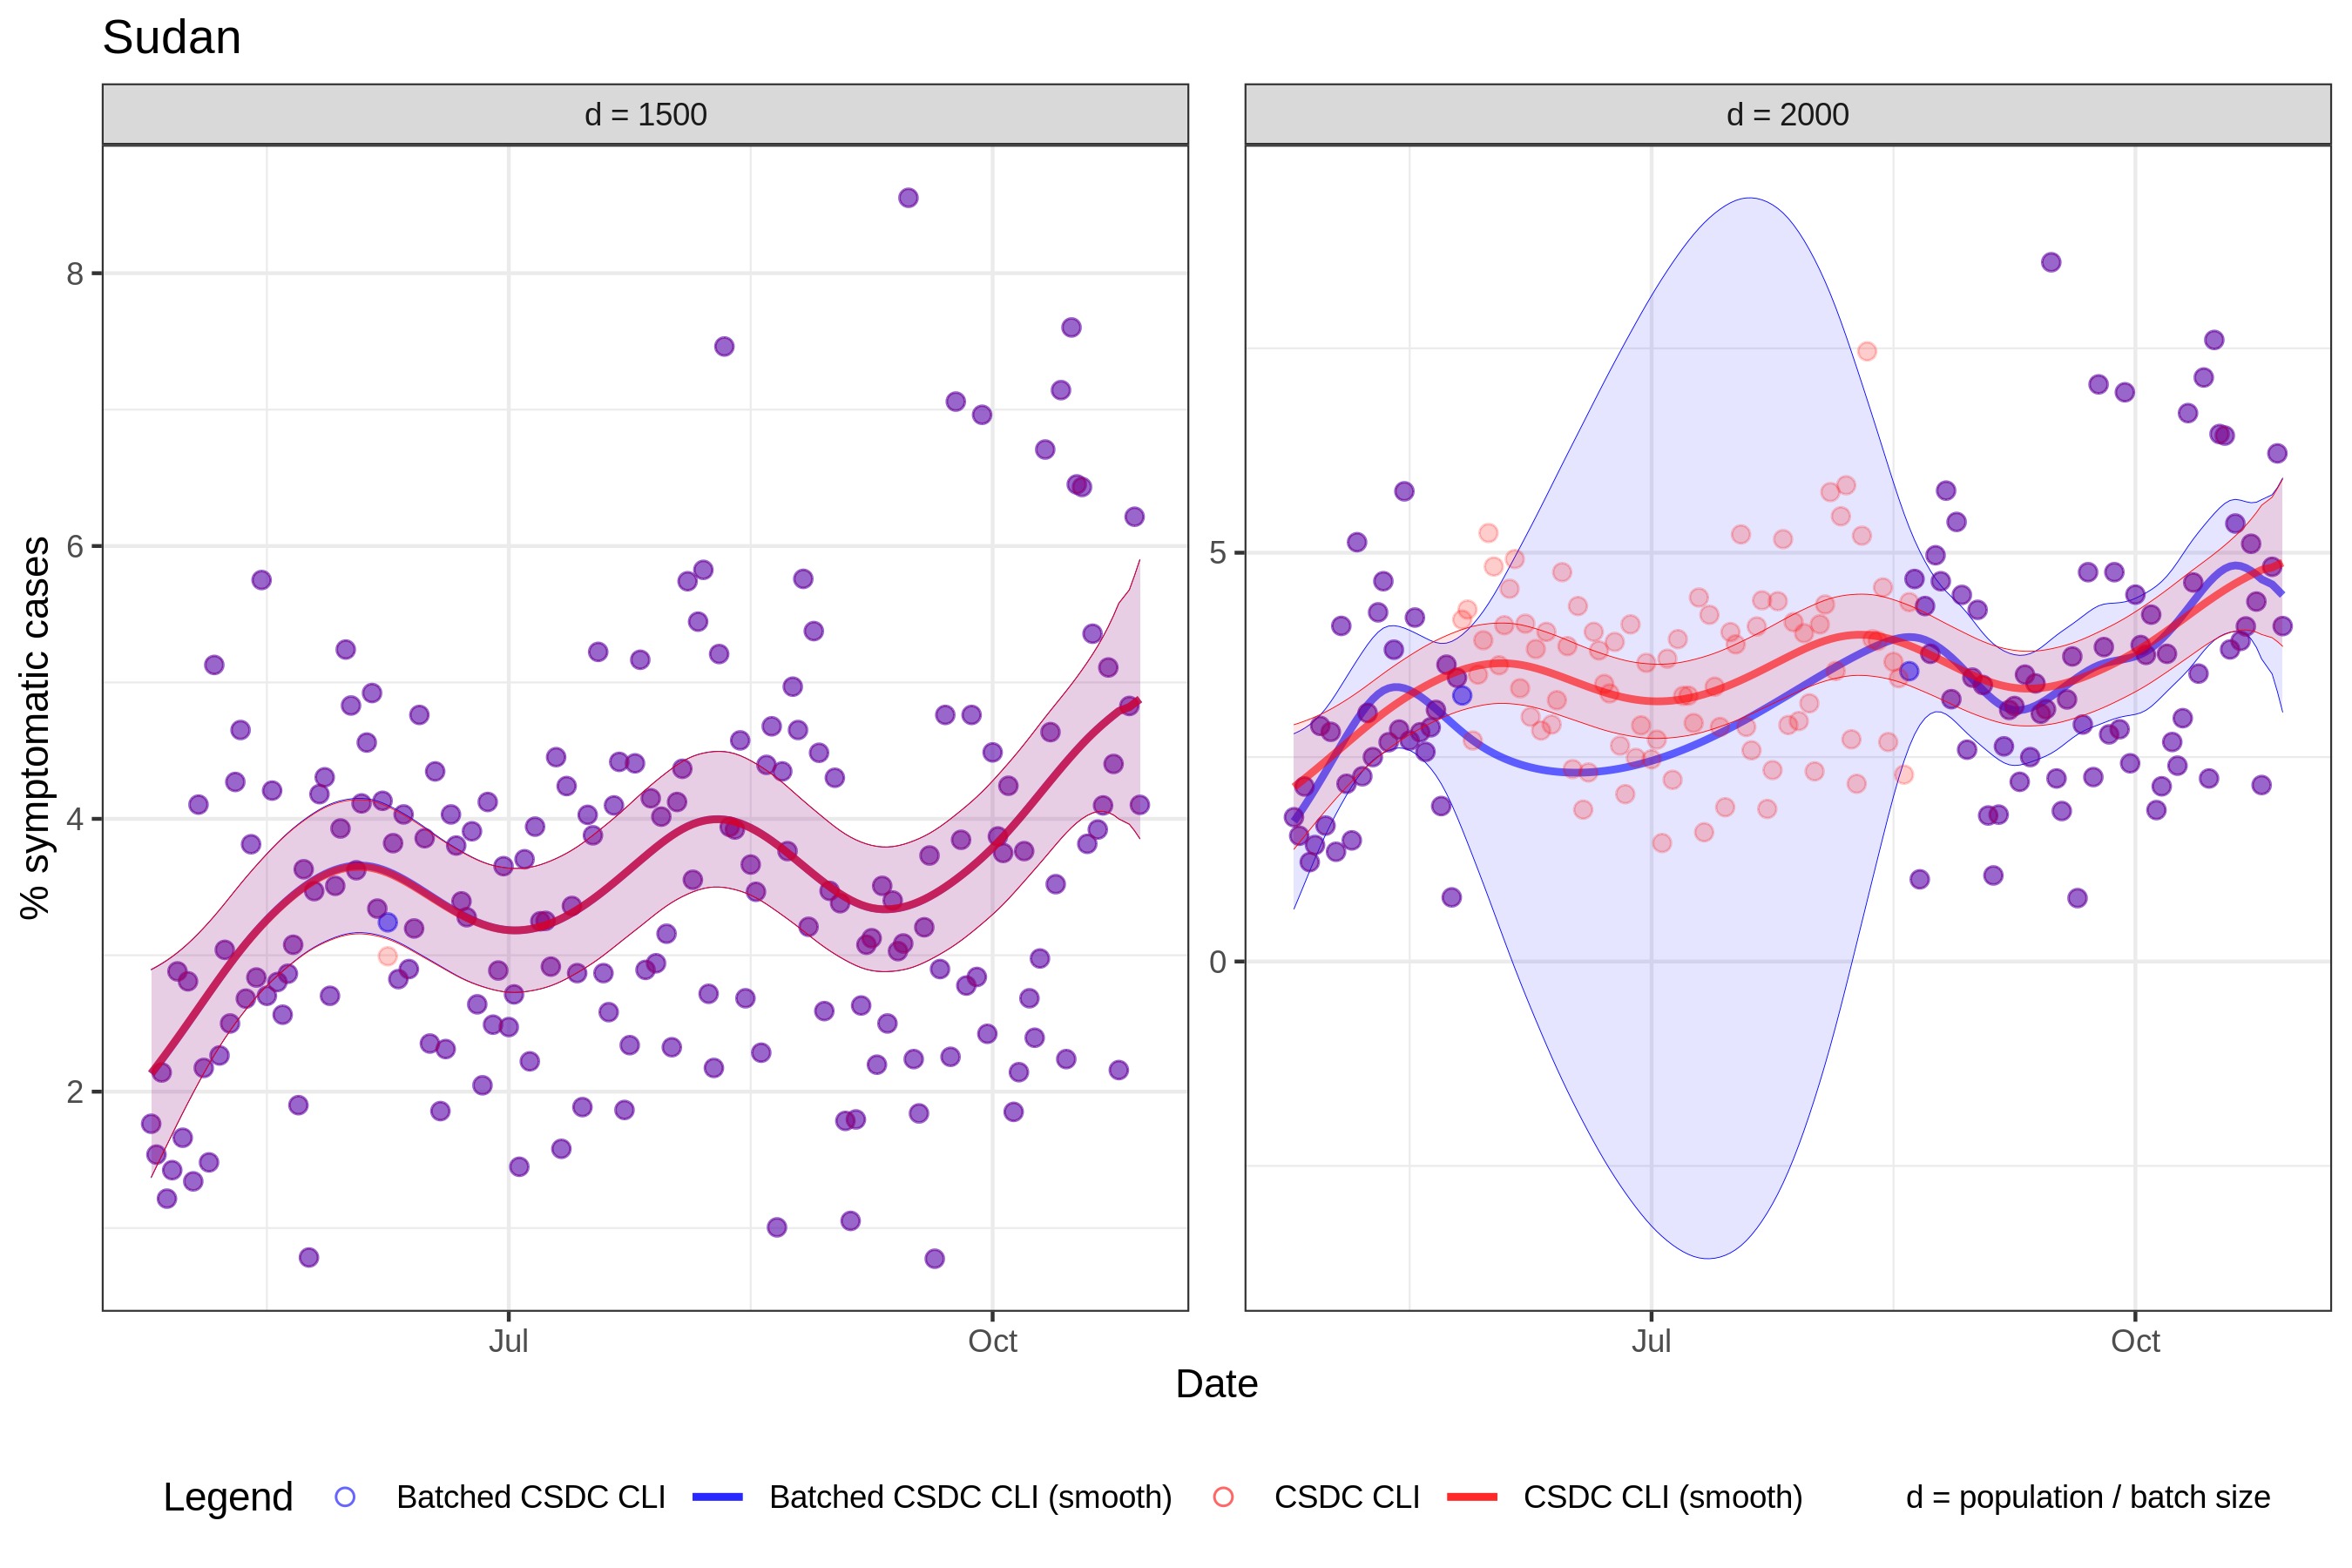 Sudan
d = 1500
d = 2000
% symptomatic cases
8
6
4
2
5
0
Jul
Oct
Jul
Oct
Date
Legend
Batched CSDC CLI
Batched CSDC CLI (smooth)
CSDC CLI
CSDC CLI (smooth)
d = population / batch size